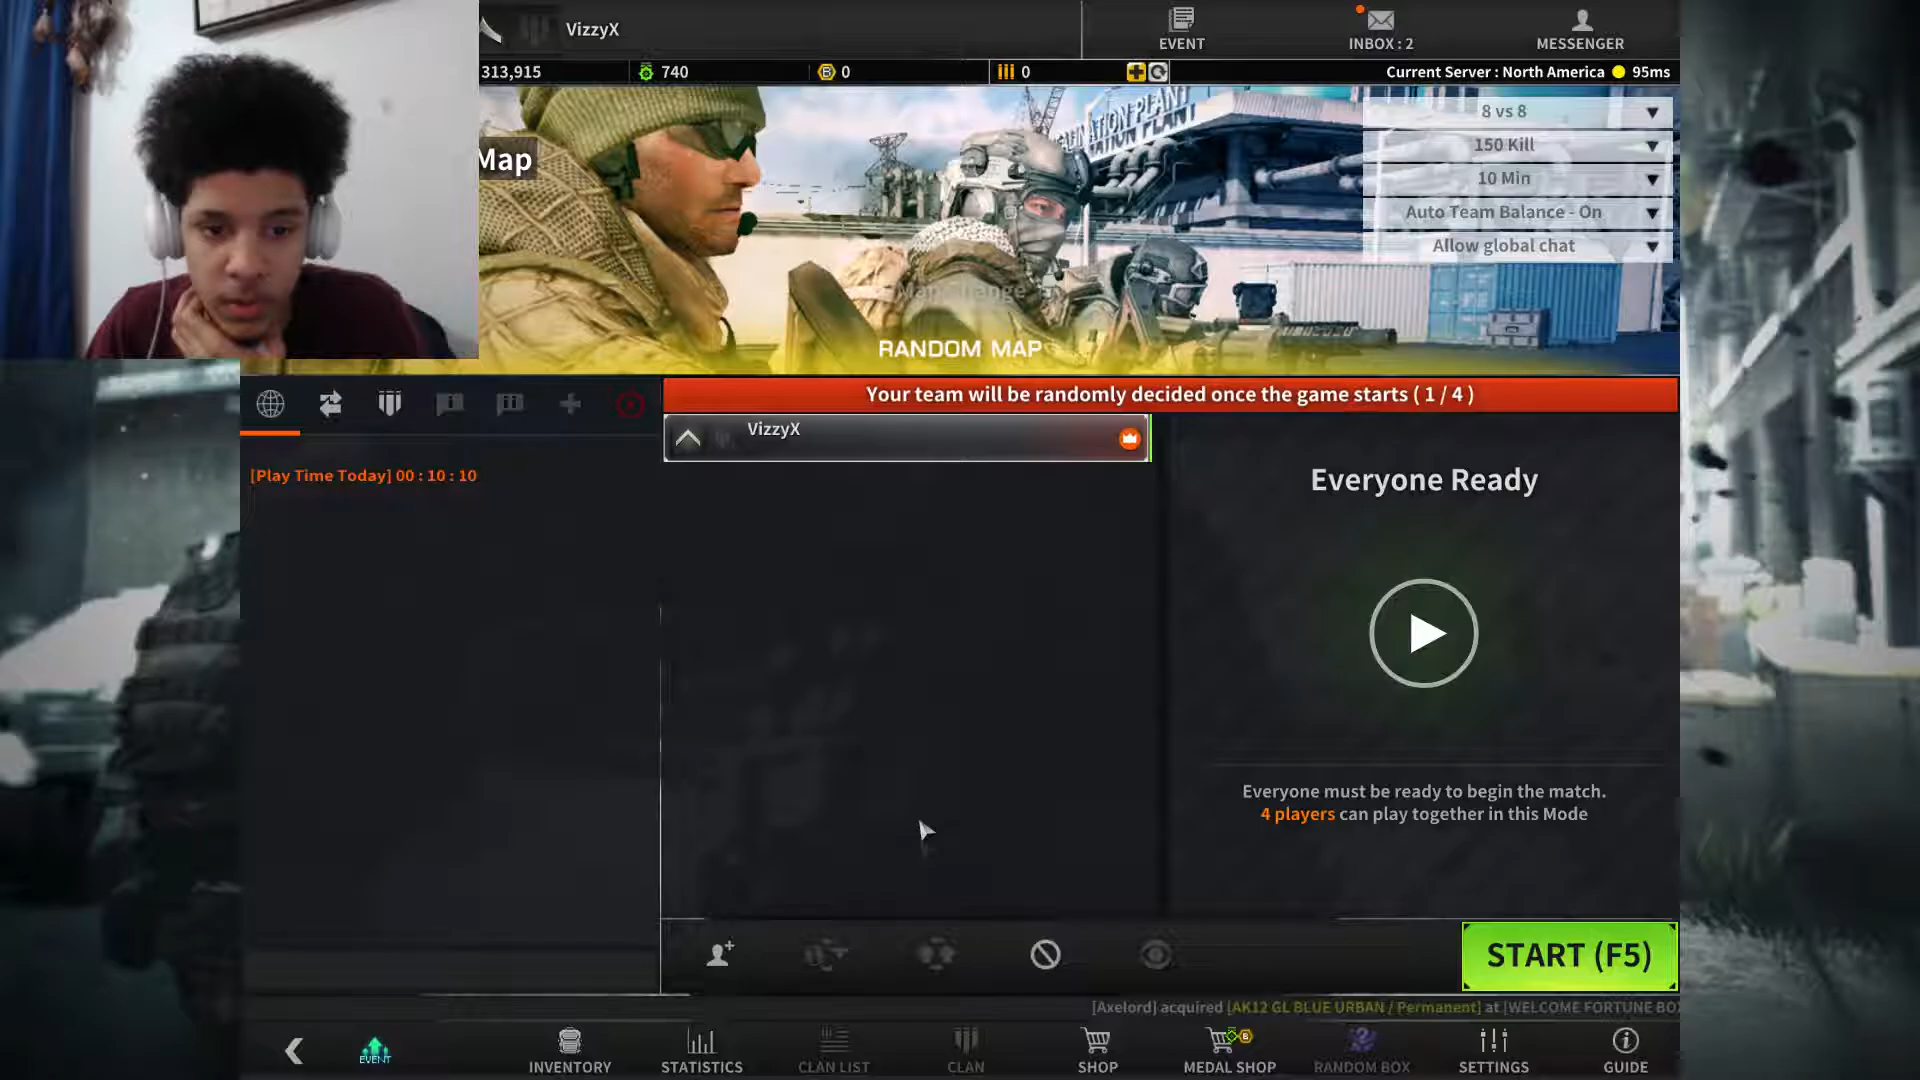 VizzyX
EVENT
INBOX : 2
MESSENGER
313,915
740
0
0
Current Server : North America
95ms
Map
8 vs 8
150 Kill
10 Min
Auto Team Balance - On
Allow global chat
Map Change
RANDOM MAP
Your team will be randomly decided once the game starts ( 1 / 4 )
VizzyX
[Play Time Today] 00 : 10 : 10
Everyone Ready
Everyone must be ready to begin the match.
4 players can play together in this Mode
START (F5)
[Axelord] acquired [AK12 GL BLUE URBAN / Permanent] at [WELCOME FORTUNE BO
EVENT
INVENTORY
STATISTICS
CLAN LIST
CLAN
SHOP
MEDAL SHOP
RANDOM BOX
SETTINGS
GUIDE